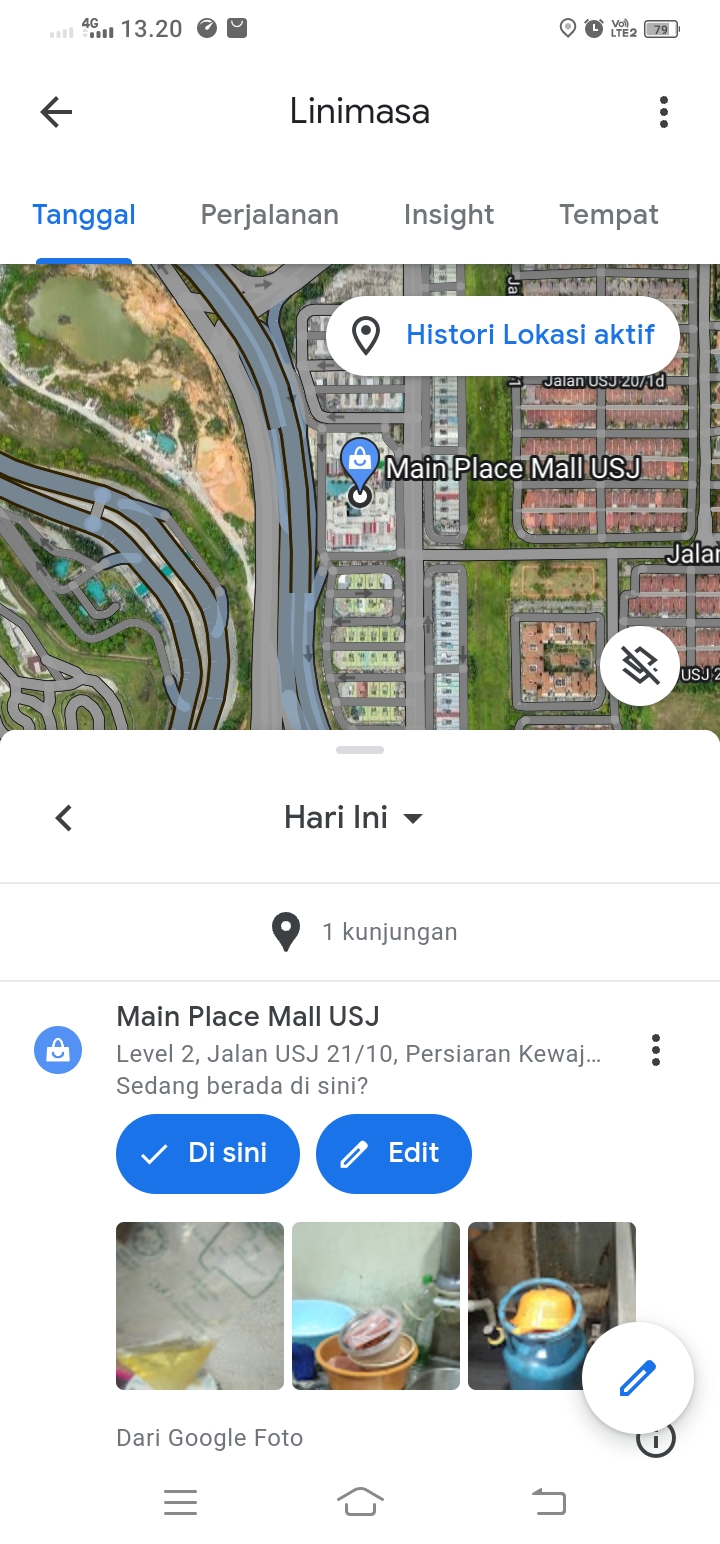 4G 13.20 Vo) LTE2 79
Linimasa
Tanggal Perjalanan Insight Tempat
Histori Lokasi aktif
Ja
Jalan USJ 20/1d
Main Place Mall USJ
Jalan
USJ 2
Hari Ini
1 kunjungan
Main Place Mall USJ
Level 2, Jalan USJ 21/10, Persiaran Kewaj...
Sedang berada di sini?
Di sini Edit
Dari Google Foto